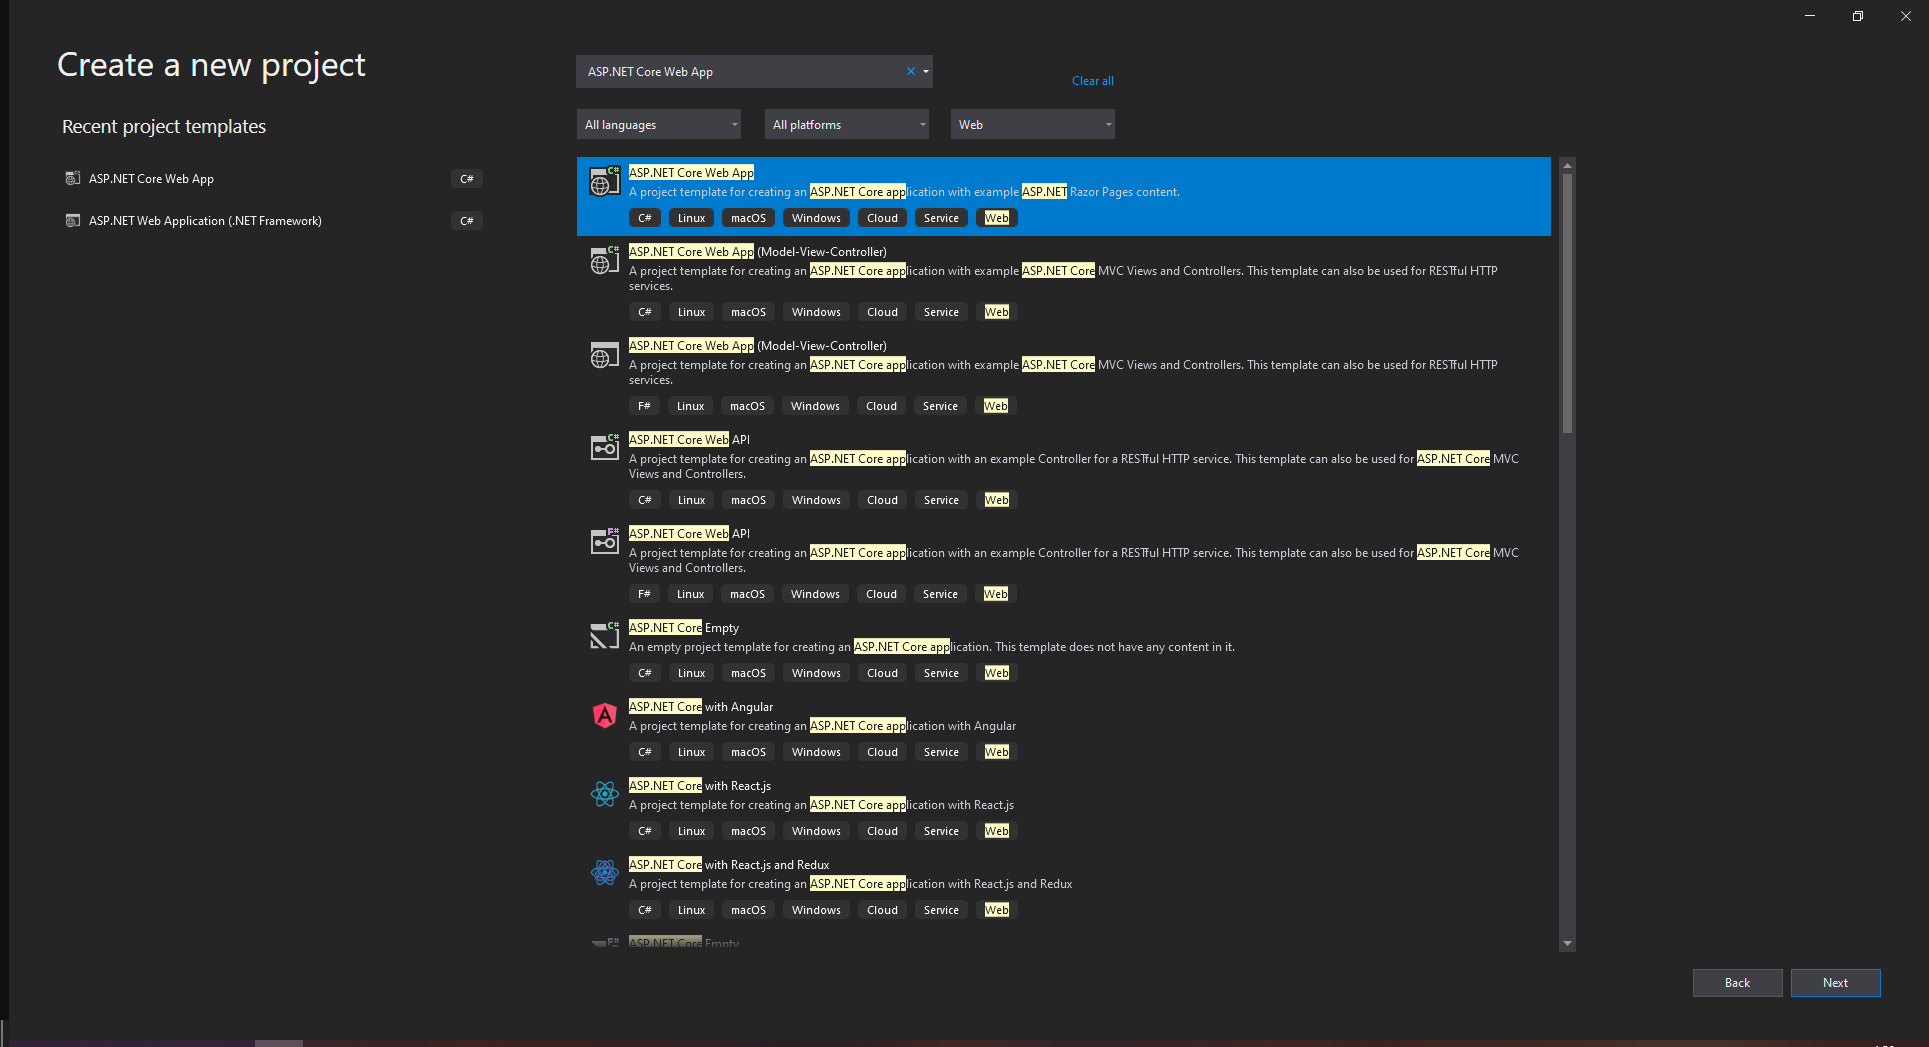 Create a new project
Recent project templates
ASP.NET Core Web App C#
ASP.NET Web Application (.NET Framework) C#
ASP.NET Core Web App
Clear all
All languages All platforms Web
C#
ASP.NET Core Web App
A project template for creating an ASP.NET Core application with example ASP.NET Razor Pages content.
C# Linux macOS Windows Cloud Service Web
C#
ASP.NET Core Web App (Model-View-Controller)
A project template for creating an ASP.NET Core application with example ASP.NET Core MVC Views and Controllers. This template can also be used for RESTful HTTP
services.
C# Linux macOS Windows Cloud Service Web
ASP.NET Core Web App (Model-View-Controller)
A project template for creating an ASP.NET Core application with example ASP.NET Core MVC Views and Controllers. This template can also be used for RESTful HTTP
services.
F# Linux macOS Windows Cloud Service Web
C#
ASP.NET Core Web API
A project template for creating an ASP.NET Core application with an example Controller for a RESTful HTTP service. This template can also be used for ASP.NET Core MVC
Views and Controllers.
C# Linux macOS Windows Cloud Service Web
F#
ASP.NET Core Web API
A project template for creating an ASP.NET Core application with an example Controller for a RESTful HTTP service. This template can also be used for ASP.NET Core MVC
Views and Controllers.
F# Linux macOS Windows Cloud Service Web
C#
ASP.NET Core Empty
An empty project template for creating an ASP.NET Core application. This template does not have any content in it.
C# Linux macOS Windows Cloud Service Web
A
ASP.NET Core with Angular
A project template for creating an ASP.NET Core application with Angular
C# Linux macOS Windows Cloud Service Web
ASP.NET Core with React.js
A project template for creating an ASP.NET Core application with React.js
C# Linux macOS Windows Cloud Service Web
ASP.NET Core with React.js and Redux
A project template for creating an ASP.NET Core application with React.js and Redux
C# Linux macOS Windows Cloud Service Web
F#
ASP.NET Core Empty
Back Next